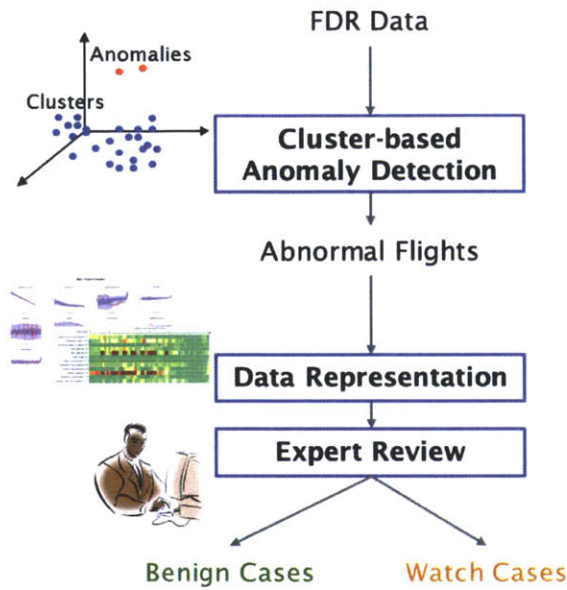 FDR Data
Anomalies
Clusters
Cluster-based
Anomaly Detection
Abnormal Flights
Data Representation
Expert Review
Benign Cases
Watch Cases